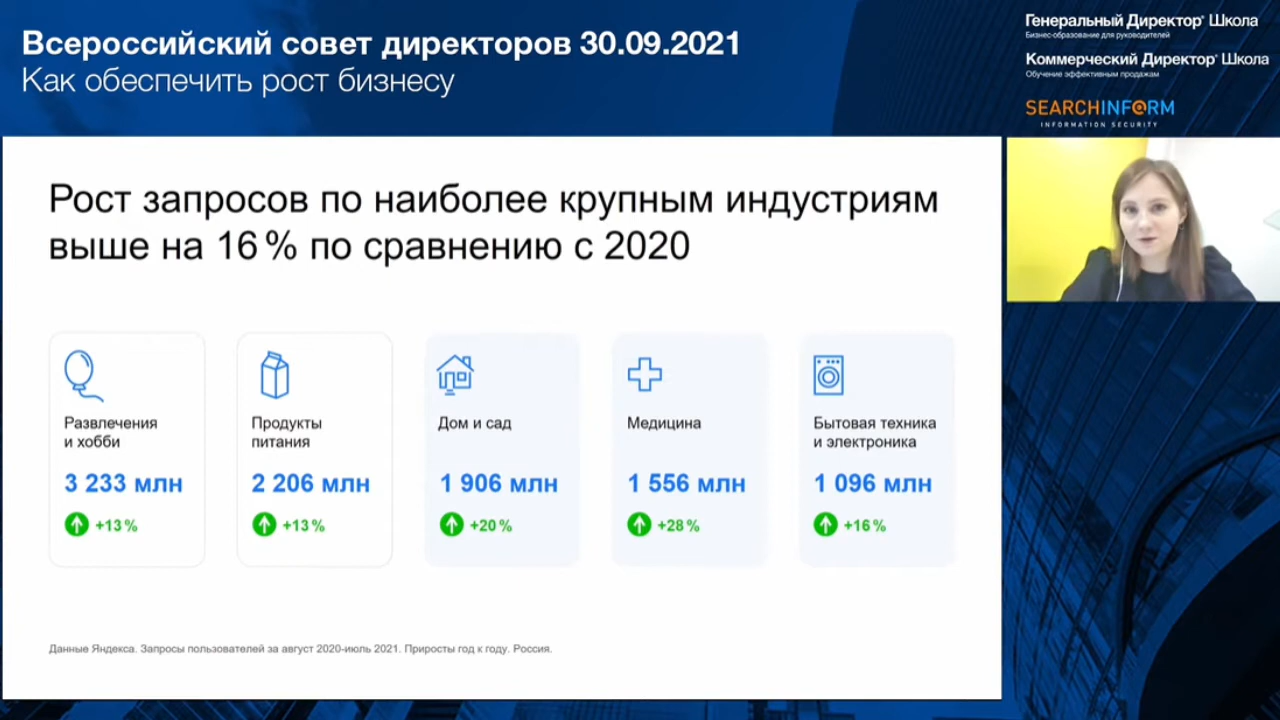 Всероссийский совет директоров 30.09.2021
Как обеспечить рост бизнесу
Генеральный Директор® Школа
Бизнес-образование для руководителей
Коммерческий Директор® Школа
Обучение эффективным продажам
SEARCHINF@RM
INFORMATION SECURITY
Рост запросов по наиболее крупным индустриям
выше на 16 % по сравнению с 2020
Развлечения
и хобби
3 233 млн
+13 %
Продукты
питания
2 206 млн
+13 %
Дом и сад
1 906 млн
+20 %
Медицина
1 556 млн
+28 %
Бытовая техника
и электроника
1 096 млн
+16 %
Данные Яндекса. Запросы пользователей за август 2020-июль 2021. Приросты год к году. Россия.